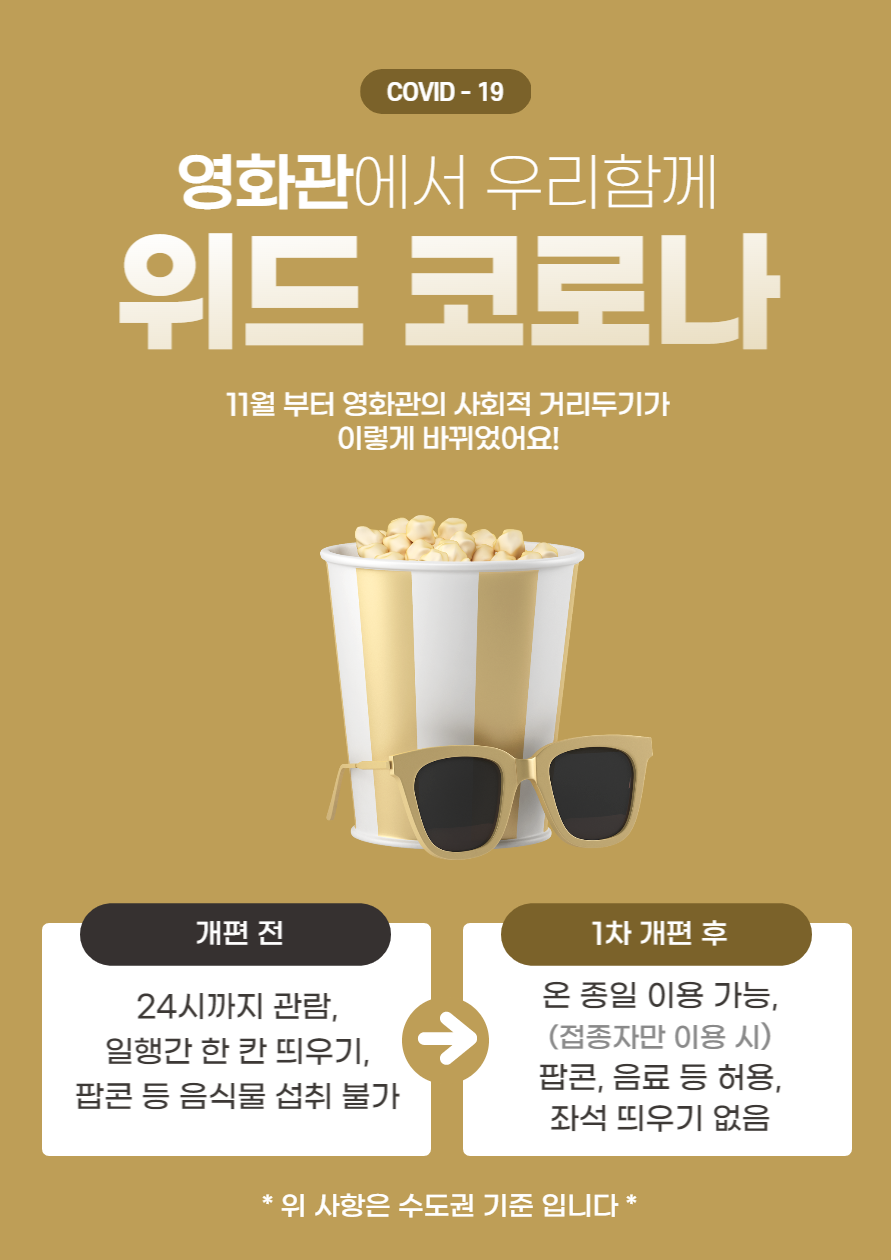 COVID - 19
영화관에서 우리함께
위드 코로나
11월 부터 영화관의 사회적 거리두기가
이렇게 바뀌었어요!
개편 전
24시까지 관람,
일행간 한 칸 띄우기,
팝콘 등 음식물 섭취 불가
1차 개편 후
온 종일 이용 가능,
(접종자만 이용 시)
팝콘, 음료 등 허용,
좌석 띄우기 없음
* 위 사항은 수도권 기준 입니다 *